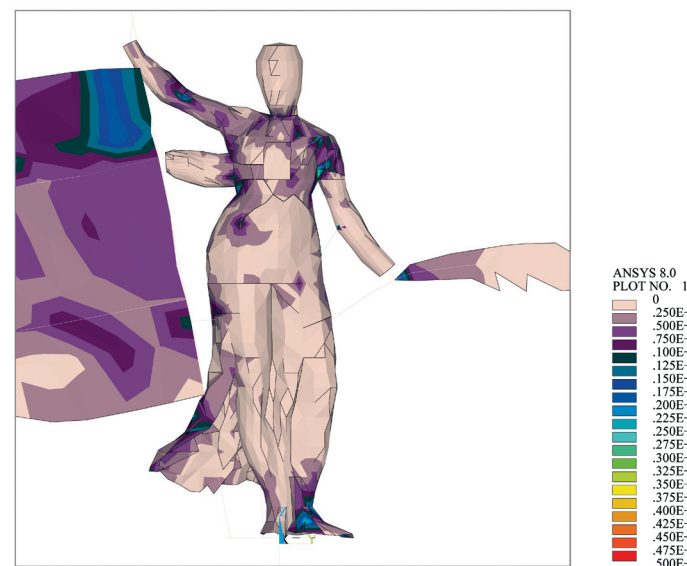 ANSYS 8.0
PLOT NO. 1
0
.250E-
.500E-
.750E-
.100E-
.125E-
.150E-
.175E-
.200E-
.225E-
.250E-
.275E-
.300E-
.325E-
.350E-
.375E-
.400E-
.425E-
.450E-
.475E-
.500E-
Z
X
Y